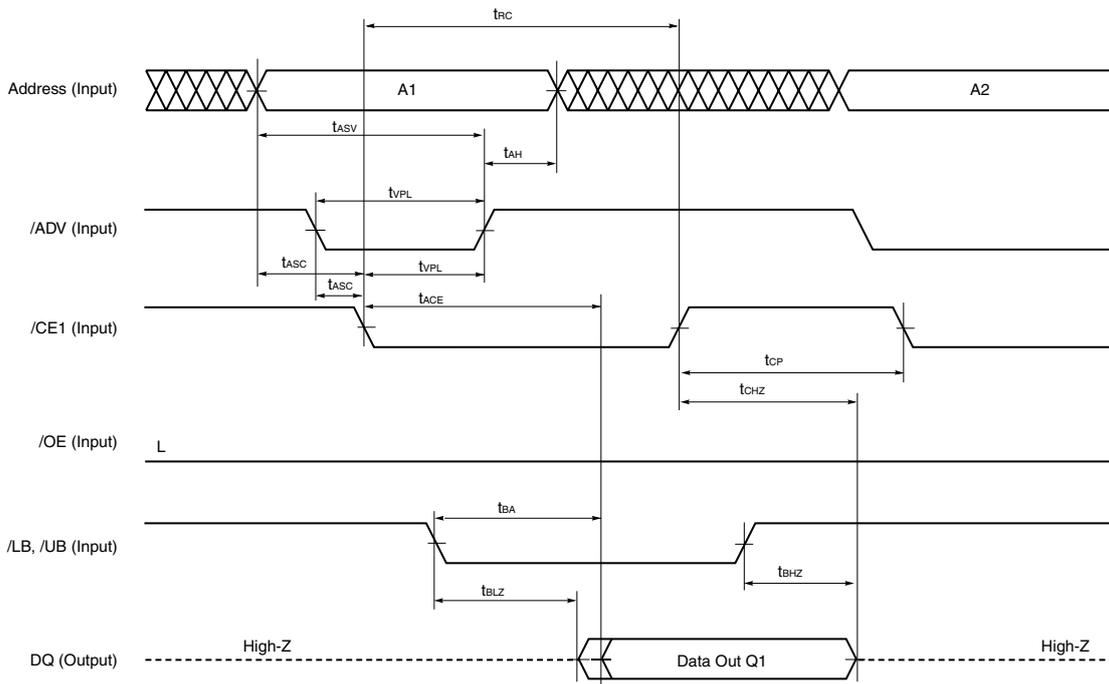 tRC
Address (Input)
A1
A2
tASV
tAH
tVPL
/ADV (Input)
tASC
tVPL
tASC
tACE
/CE1 (Input)
tCP
tCHZ
/OE (Input)
L
tBA
/LB, /UB (Input)
tBHZ
tBLZ
High-Z
High-Z
DQ (Output)
Data Out Q1